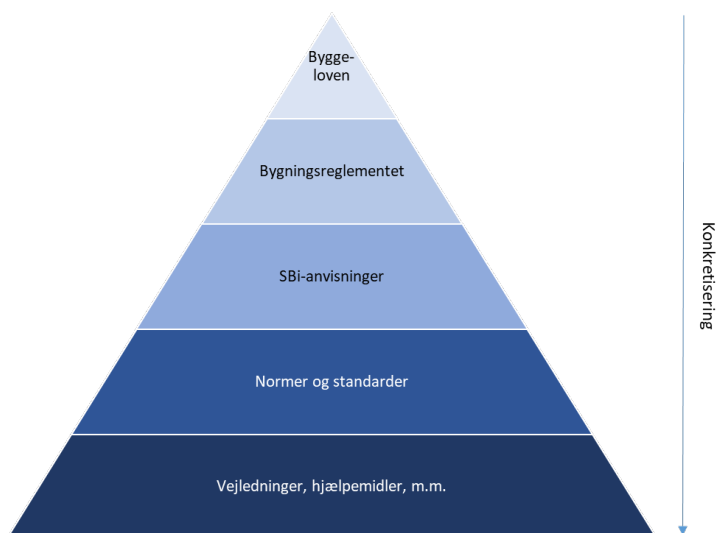 Bygge-
loven
Bygningsreglementet
SBi-anvisninger
Normer og standarder
Vejledninger, hjælpemidler, m.m.
Konkretisering